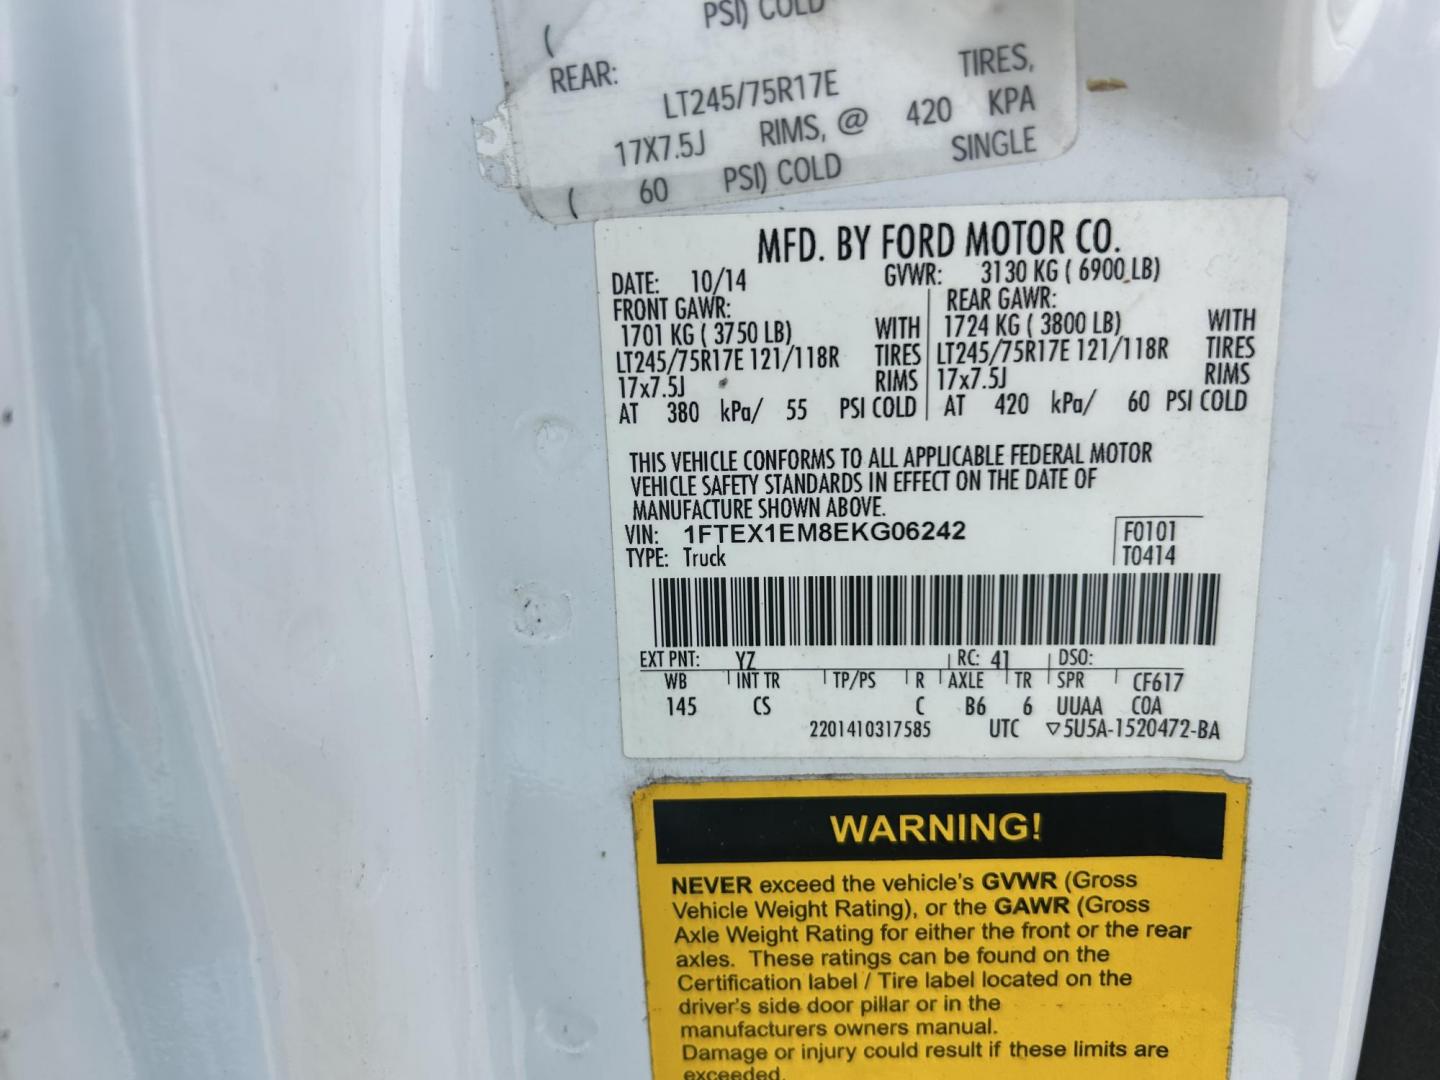 PSI) COLD
(
REAR:
LT245/75R17E TIRES,
17X7.5J RIMS, @ 420 KPA
( 60 PSI) COLD SINGLE
MFD. BY FORD MOTOR CO.
DATE: 10/14 GVWR: 3130 KG ( 6900 LB)
FRONT GAWR: REAR GAWR:
1701 KG ( 3750 LB) WITH 1724 KG ( 3800 LB) WITH
LT245/75R17E 121/118R TIRES LT245/75R17E 121/118R TIRES
17x7.5J RIMS 17x7.5J RIMS
AT 380 kPa/ 55 PSI COLD AT 420 kPa/ 60 PSI COLD
THIS VEHICLE CONFORMS TO ALL APPLICABLE FEDERAL MOTOR
VEHICLE SAFETY STANDARDS IN EFFECT ON THE DATE OF
MANUFACTURE SHOWN ABOVE.
VIN: 1FTEX1EM8EKG06242 F0101
TYPE: Truck T0414
EXT PNT: YZ RC: 41 DSO:
WB INT TR TP/PS R AXLE TR SPR CF617
145 CS C B6 6 UUAA COA
2201410317585 UTC ▽5U5A-1520472-BA
WARNING!
NEVER exceed the vehicle's GVWR (Gross
Vehicle Weight Rating), or the GAWR (Gross
Axle Weight Rating for either the front or the rear
axles. These ratings can be found on the
Certification label / Tire label located on the
driver's side door pillar or in the
manufacturers owners manual.
Damage or injury could result if these limits are
exceeded.